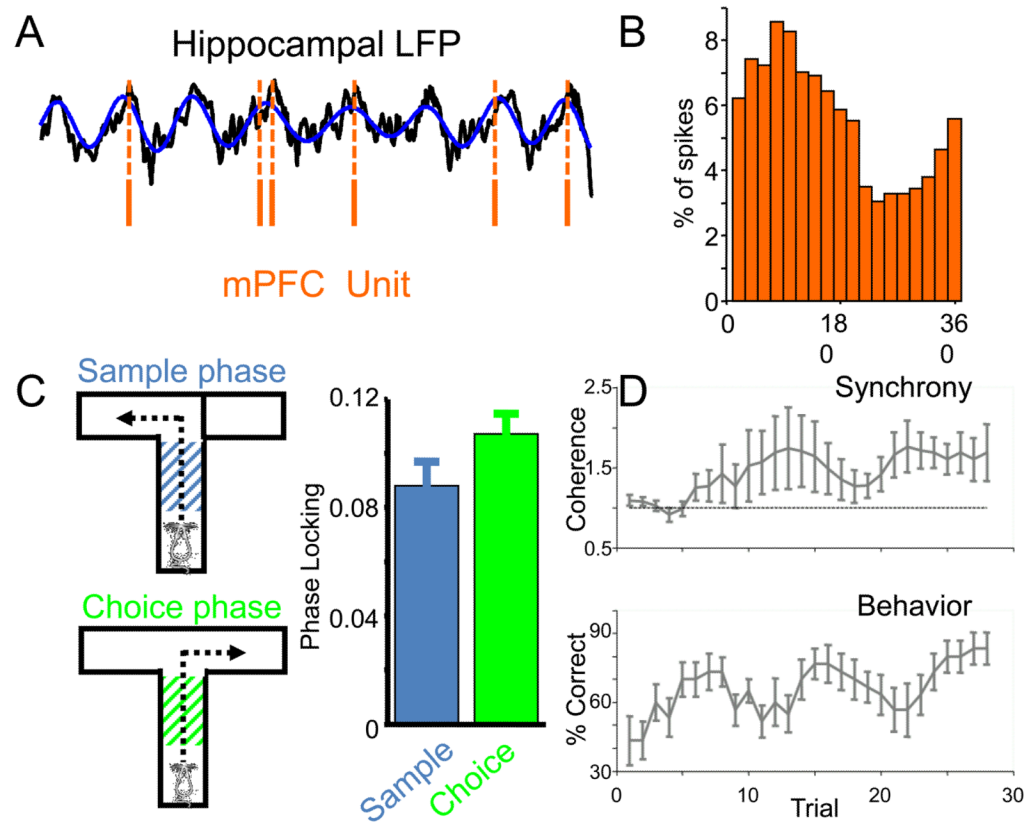 A
Hippocampal LFP
mPFC Unit
B
% of spikes
8
6
4
2
0
0
18
0
36
0
C
Sample phase
Choice phase
Phase Locking
0.12
0.08
0.04
0
Sample
Choice
D
Synchrony
Coherence
2.5
1.5
0.5
Behavior
% Correct
90
60
30
0
10
20
30
Trial